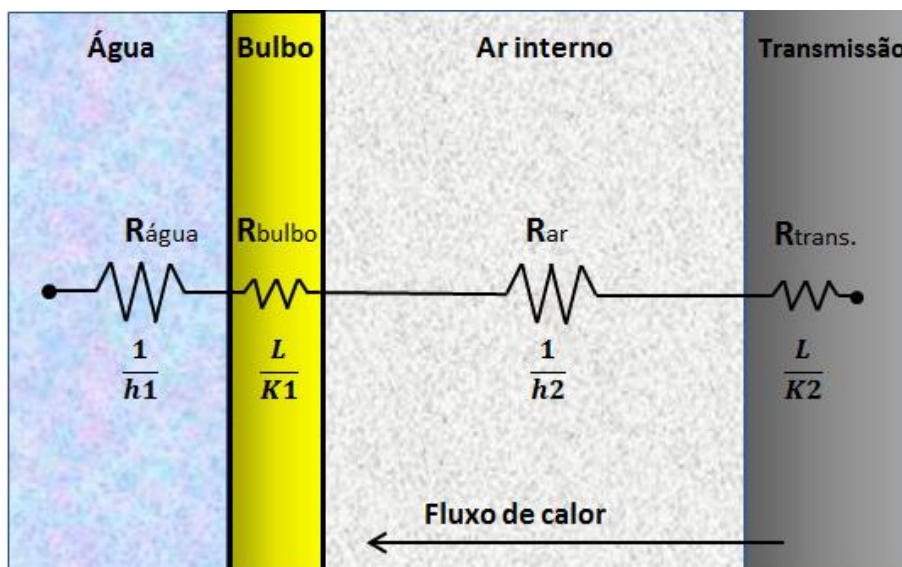 Água Bulbo Ar interno Transmissão
Rágua Rbulbo Rar Rtrans.
1/h1 L/K1 1/h2 L/K2
Fluxo de calor